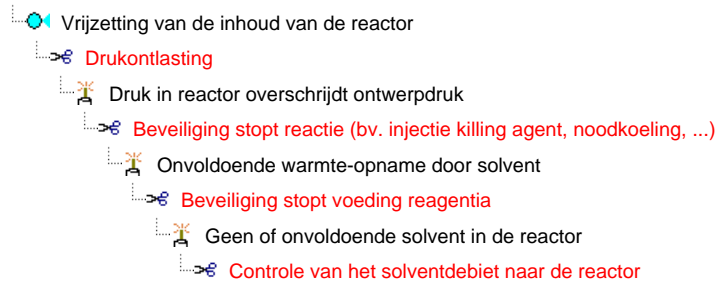 Vrijzetting van de inhoud van de reactor
Drukontlasting
Druk in reactor overschrijdt ontwerpdruk
Beveiliging stopt reactie (bv. injectie killing agent, noodkoeling, ...)
Onvoldoende warmte-opname door solvent
Beveiliging stopt voeding reagentia
Geen of onvoldoende solvent in de reactor
Controle van het solventdebiet naar de reactor